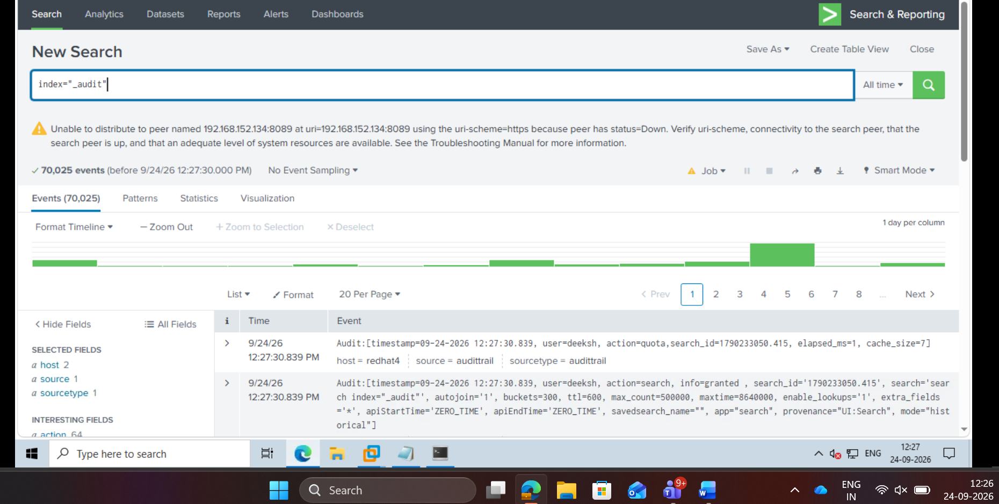 Search Analytics Datasets Reports Alerts Dashboards Search & Reporting
New Search Save As Create Table View Close
index="_audit" All time
Unable to distribute to peer named 192.168.152.134:8089 at uri=192.168.152.134:8089 using the uri-scheme=https because peer has status=Down. Verify uri-scheme, connectivity to the search peer, that the
search peer is up, and that an adequate level of system resources are available. See the Troubleshooting Manual for more information.
70,025 events (before 9/24/26 12:27:30.000 PM) No Event Sampling Job Smart Mode
Events (70,025) Patterns Statistics Visualization
Format Timeline — Zoom Out + Zoom to Selection × Deselect 1 day per column
List Format 20 Per Page < Prev 1 2 3 4 5 6 7 8 ... Next >
< Hide Fields All Fields
SELECTED FIELDS
a host 2
a source 1
a sourcetype 1
INTERESTING FIELDS
a action 64
i Time Event
> 9/24/26 12:27:30.839 PM
Audit:[timestamp=09-24-2026 12:27:30.839, user=deeksh, action=quota,search_id=1790233050.415, elapsed_ms=1, cache_size=7]
host = redhat4 source = audittrail sourcetype = audittrail
> 9/24/26 12:27:30.839 PM
Audit:[timestamp=09-24-2026 12:27:30.839, user=deeksh, action=search, info=granted , search_id='1790233050.415', search='sear
ch index="_audit"', autojoin='1', buckets=300, ttl=600, max_count=500000, maxtime=8640000, enable_lookups='1', extra_fields
='*', apiStartTime='ZERO_TIME', apiEndTime='ZERO_TIME', savedsearch_name="", app="search", provenance="UI:Search", mode="hist
orical"]
Type here to search ENG 12:27
24-09-2026
Search 9+ ENG
IN 12:26
24-09-2026